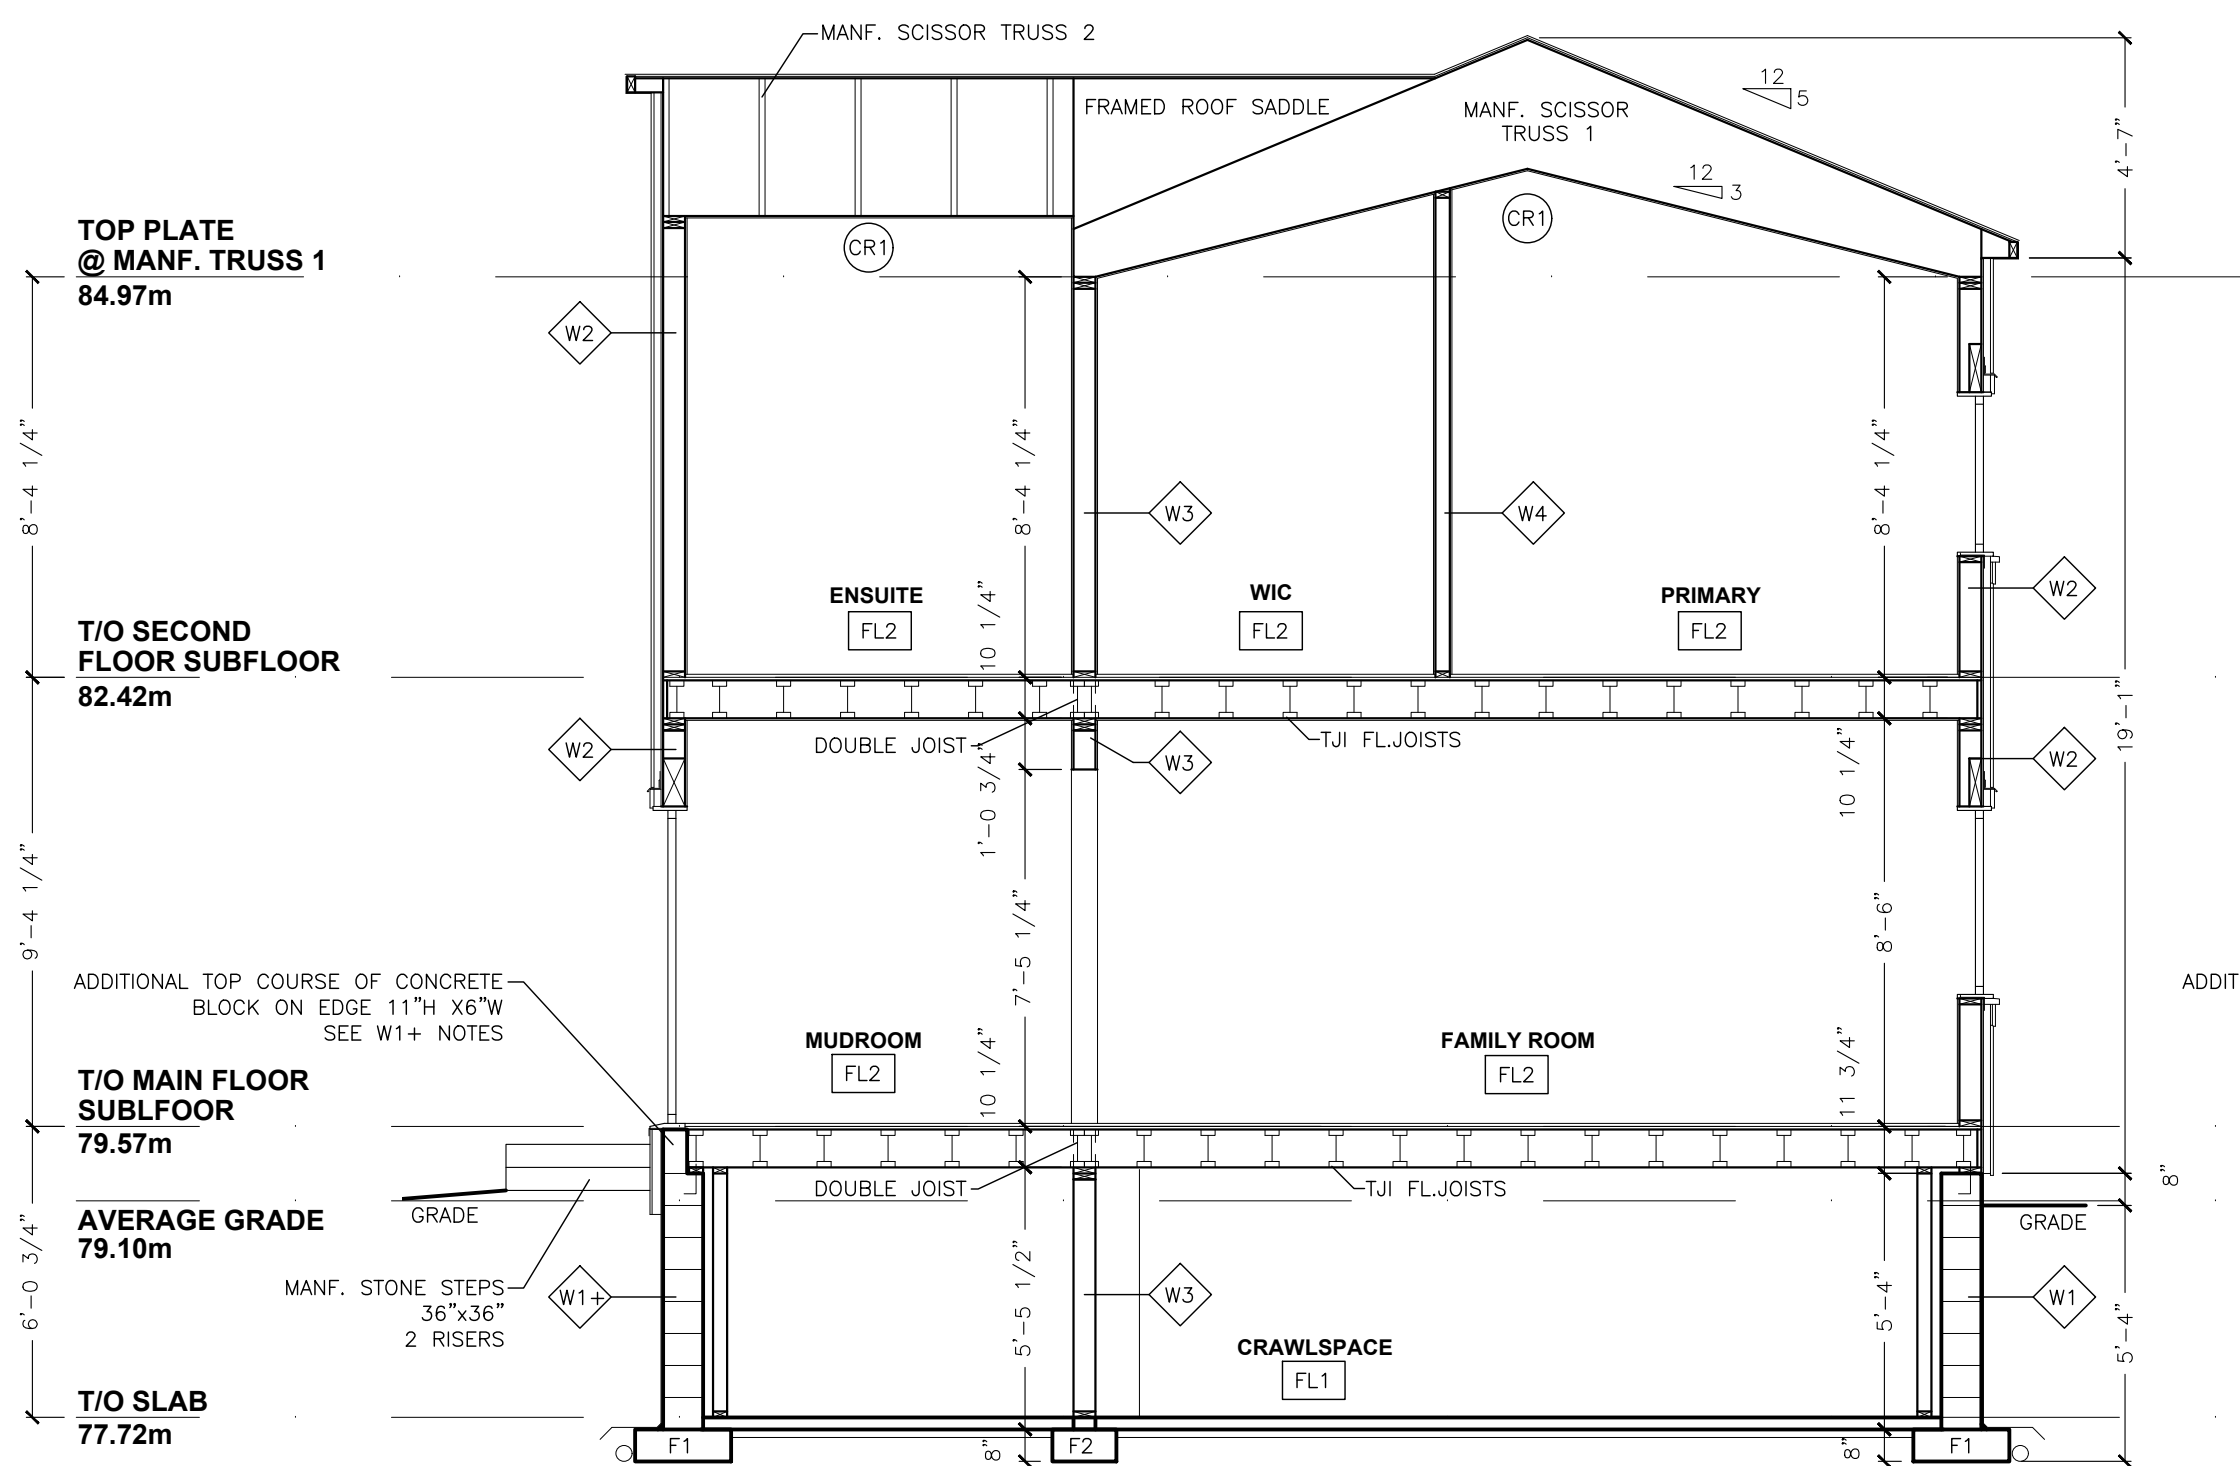 MANF. SCISSOR TRUSS 2
FRAMED ROOF SADDLE
MANF. SCISSOR
TRUSS 1
12
5
12
3
4'-7"
CR1
CR1
TOP PLATE
@ MANF. TRUSS 1
84.97m
W2
8'-4 1/4"
8'-4 1/4"
8'-4 1/4"
W3
W4
ENSUITE
FL2
WIC
FL2
PRIMARY
FL2
W2
10 1/4"
T/O SECOND
FLOOR SUBFLOOR
82.42m
19'-1"
W2
DOUBLE JOIST
TJI FL.JOISTS
W3
W2
1'-0 3/4"
10 1/4"
9'-4 1/4"
7'-5 1/4"
8'-6"
ADDITIONAL TOP COURSE OF CONCRETE
BLOCK ON EDGE 11"H X6"W
SEE W1+ NOTES
ADDIT
MUDROOM
FL2
FAMILY ROOM
FL2
10 1/4"
11 3/4"
T/O MAIN FLOOR
SUBLFOOR
79.57m
DOUBLE JOIST
TJI FL.JOISTS
8"
GRADE
GRADE
AVERAGE GRADE
79.10m
6'-0 3/4"
MANF. STONE STEPS
36"x36"
2 RISERS
W1+
5'-5 1/2"
W3
5'-4"
W1
5'-4"
CRAWLSPACE
FL1
T/O SLAB
77.72m
F1
8"
F2
8"
F1